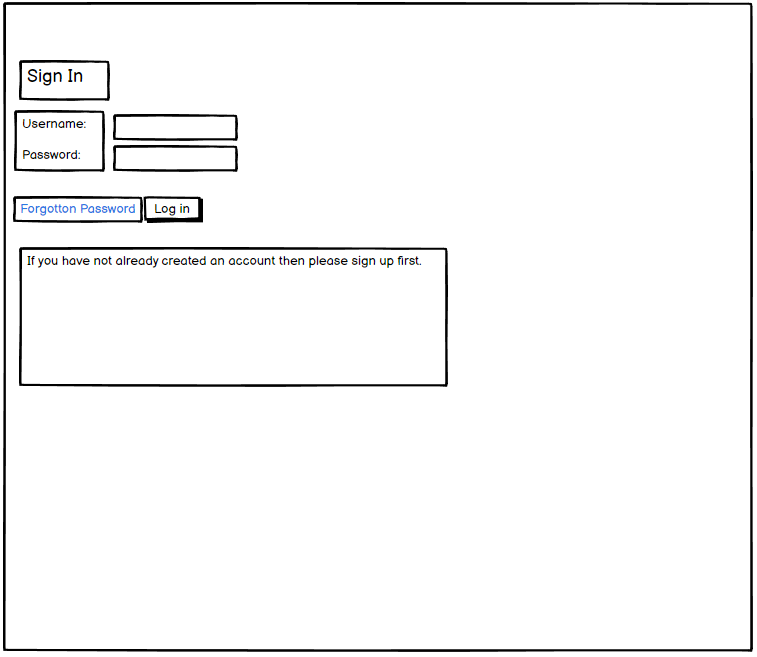 Sign In
Username:
Password:
Forgotton Password
Log in
If you have not already created an account then please sign up first.